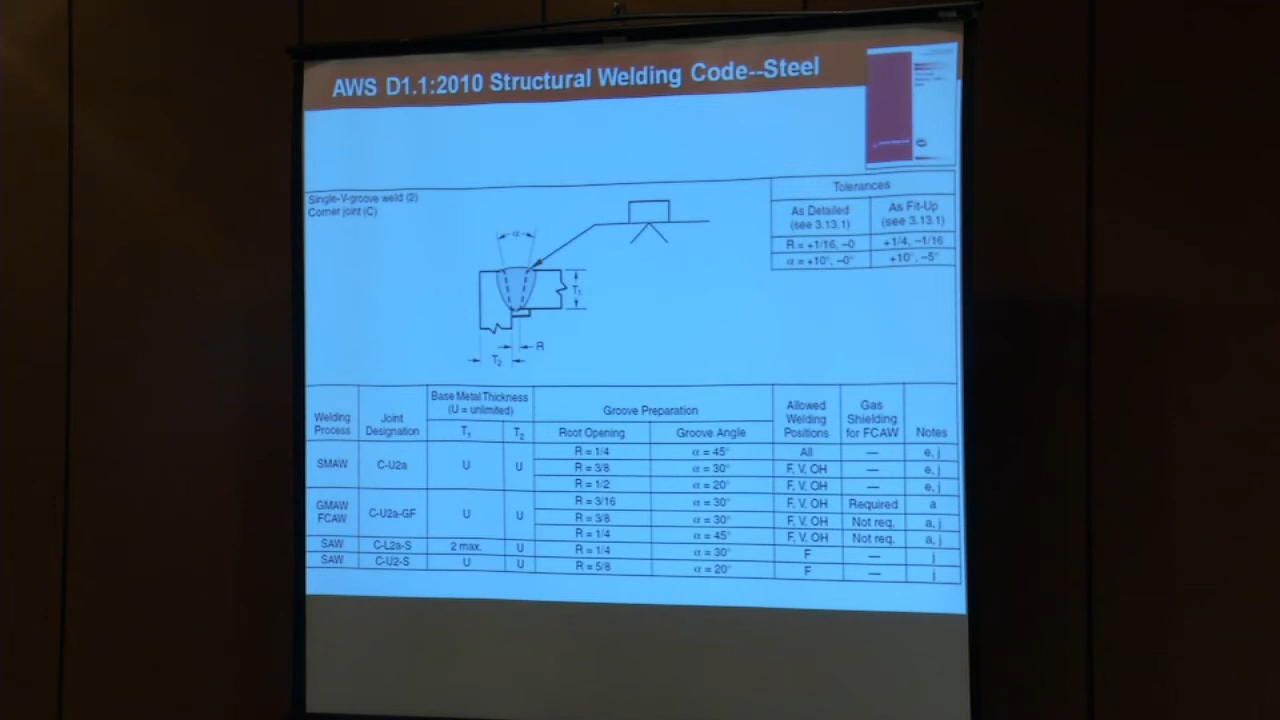 AWS D1.1:2010 Structural Welding Code--Steel
Single-V-groove weld (2)
Corner joint (C)
Tolerances
As Detailed (see 3.13.1) As Fit-Up (see 3.13.1)
R = +1/16, –0 +1/4, –1/16
α = +10°, –0° +10°, –5°
α
T1
R
T2
Welding Process Joint Designation Base Metal Thickness (U = unlimited) Groove Preparation Allowed Welding Positions Gas Shielding for FCAW Notes
T1 T2 Root Opening Groove Angle
SMAW C-U2a U U R = 1/4 α = 45° All — e, j
R = 3/8 α = 30° F, V, OH — e, j
R = 1/2 α = 20° F, V, OH — e, j
GMAW FCAW C-U2a-GF U U R = 3/16 α = 30° F, V, OH Required a
R = 3/8 α = 30° F, V, OH Not req. a, j
R = 1/4 α = 45° F, V, OH Not req. a, j
SAW C-L2a-S 2 max. U R = 1/4 α = 30° F — j
SAW C-U2-S U U R = 5/8 α = 20° F — j